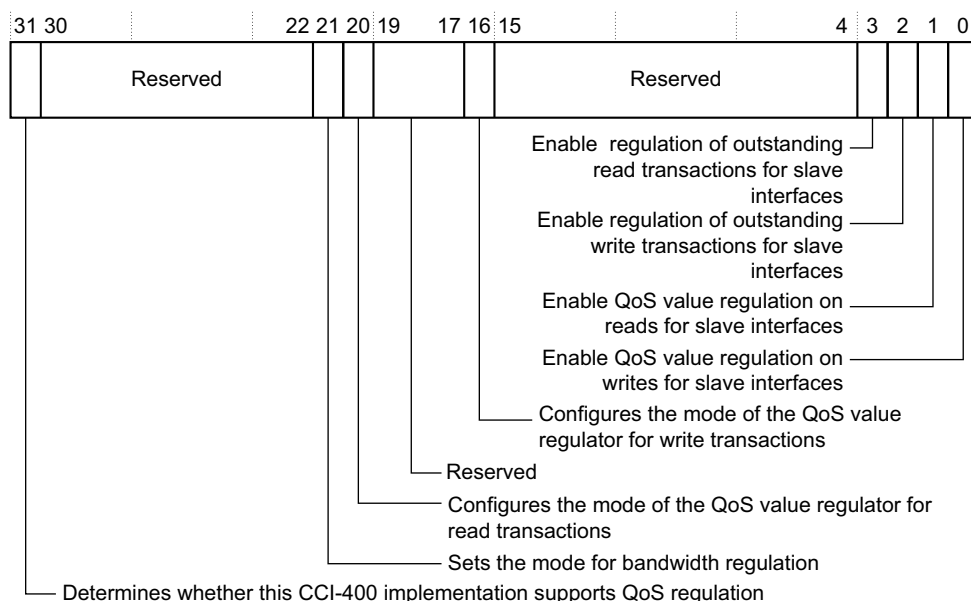 31 30 22 21 20 19 17 16 15 4 3 2 1 0
Reserved Reserved
Enable regulation of outstanding
read transactions for slave
interfaces
Enable regulation of outstanding
write transactions for slave
interfaces
Enable QoS value regulation on
reads for slave interfaces
Enable QoS value regulation on
writes for slave interfaces
Configures the mode of the QoS value
regulator for write transactions
Reserved
Configures the mode of the QoS value regulator for
read transactions
Sets the mode for bandwidth regulation
Determines whether this CCI-400 implementation supports QoS regulation